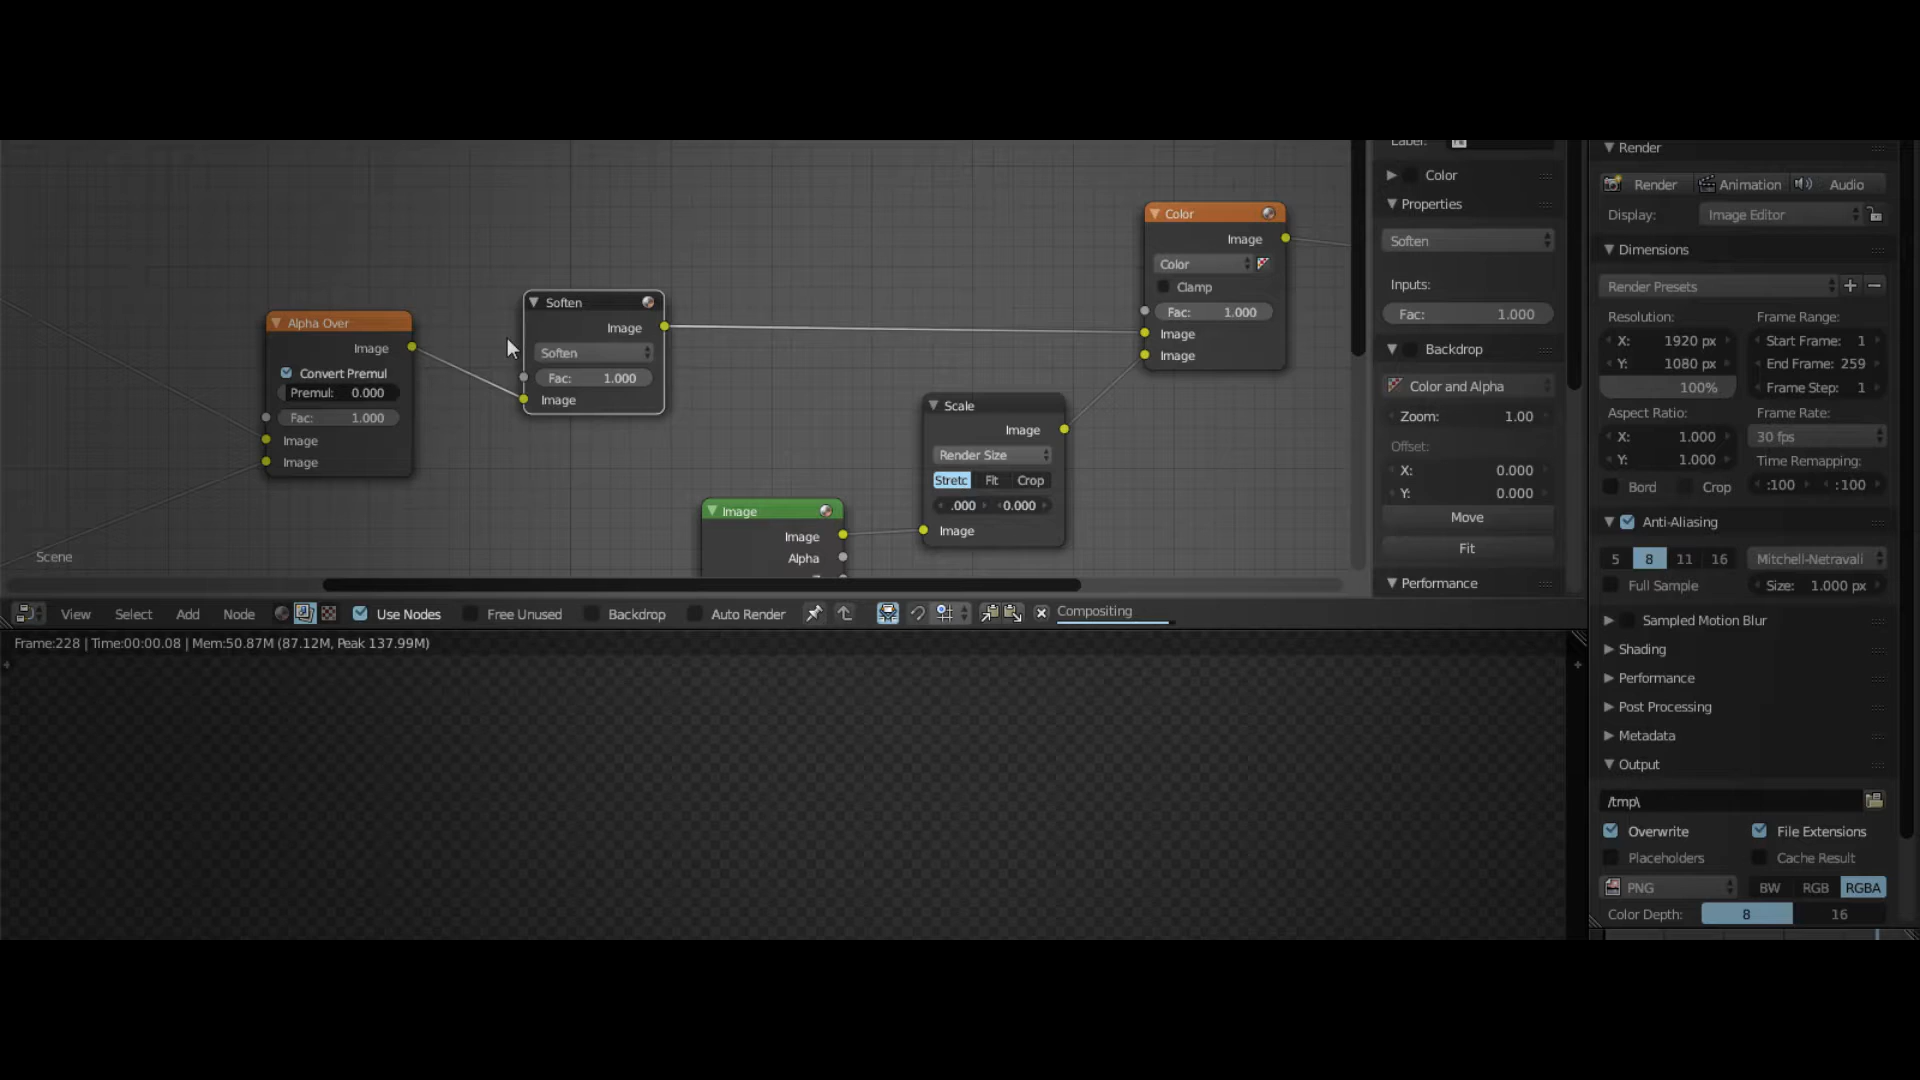 Label:
Color
Properties
Soften
Inputs:
Fac: 1.000
Backdrop
Color and Alpha
Zoom: 1.00
Offset:
X: 0.000
Y: 0.000
Move
Fit
Performance
Color
Image
Color
Clamp
Fac: 1.000
Image
Image
Soften
Image
Soften
Fac: 1.000
Image
Alpha Over
Image
Convert Premul
Premul: 0.000
Fac: 1.000
Image
Image
Scale
Image
Render Size
Stretc Fit Crop
.000 0.000
Image
Image
Image
Alpha
Scene
View Select Add Node Use Nodes Free Unused Backdrop Auto Render Compositing
Frame:228 | Time:00:00.08 | Mem:50.87M (87.12M, Peak 137.99M)
Render
Render Animation Audio
Display: Image Editor
Dimensions
Render Presets
Resolution: Frame Range:
X: 1920 px Start Frame: 1
Y: 1080 px End Frame: 259
100% Frame Step: 1
Aspect Ratio: Frame Rate:
X: 1.000 30 fps
Y: 1.000 Time Remapping:
Bord Crop :100 :100
Anti-Aliasing
5 8 11 16 Mitchell-Netravali
Full Sample Size: 1.000 px
Sampled Motion Blur
Shading
Performance
Post Processing
Metadata
Output
/tmp\
Overwrite File Extensions
Placeholders Cache Result
PNG BW RGB RGBA
Color Depth: 8 16